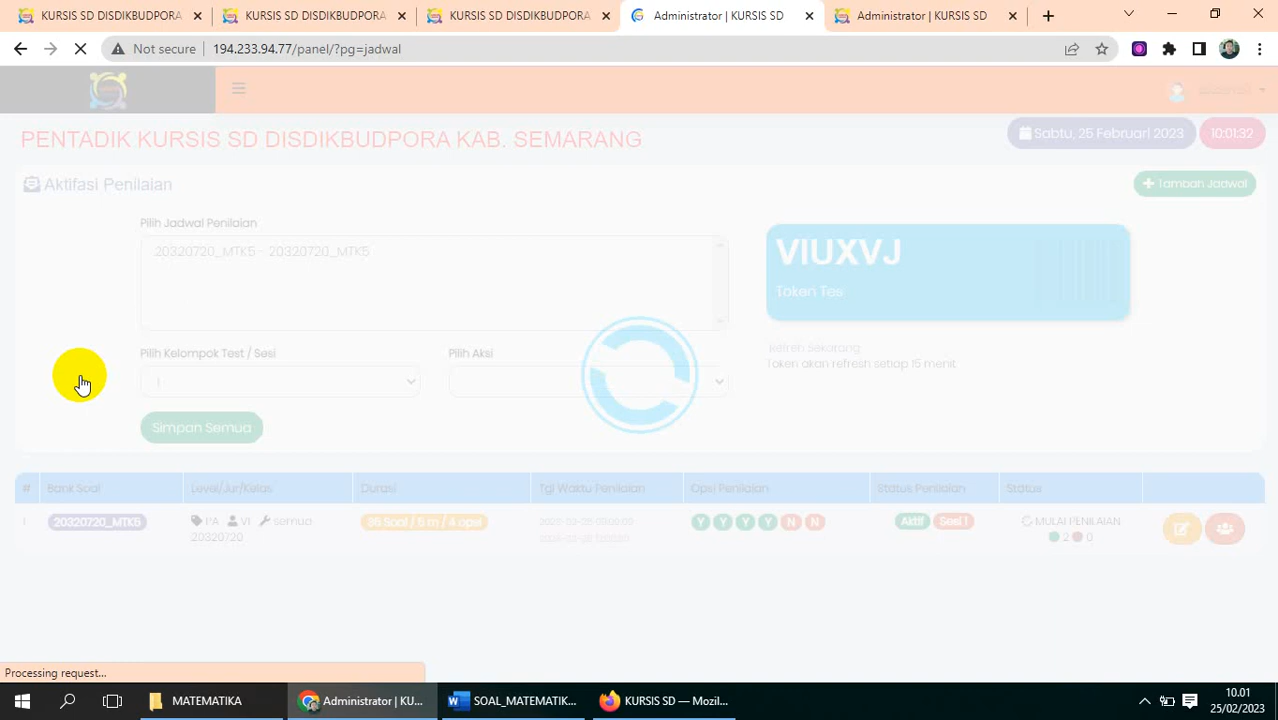 KURSIS SD DISDIKBUDPORA
KURSIS SD DISDIKBUDPORA
KURSIS SD DISDIKBUDPORA
Administrator | KURSIS SD
Administrator | KURSIS SD
Not secure
194.233.94.77/panel/?pg=jadwal
PENTADIK KURSIS SD DISDIKBUDPORA KAB. SEMARANG
Sabtu, 25 Februari 2023
10:01:32
Aktifasi Penilaian
Tambah Jadwal
Pilih Jadwal Penilaian
20320720_MTK5 - 20320720_MTK5
VIUXVJ
Token Tes
Refreh Sekarang
Token akan refresh setiap 15 menit
Pilih Kelompok Test / Sesi
Pilih Aksi
1
Simpan Semua
# Bank Soal Level/Jur/Kelas Durasi Tgl Waktu Penilaian Opsi Penilaian Status Penilaian Status
1 20320720_MTK5 PA VI semua Y Y Y Y N N Aktif Sesi 1 MULAI PENILAIAN
20320720 2 0
Processing request...
MATEMATIKA
Administrator | KU...
SOAL_MATEMATIK...
KURSIS SD — Mozil...
10.01
25/02/2023